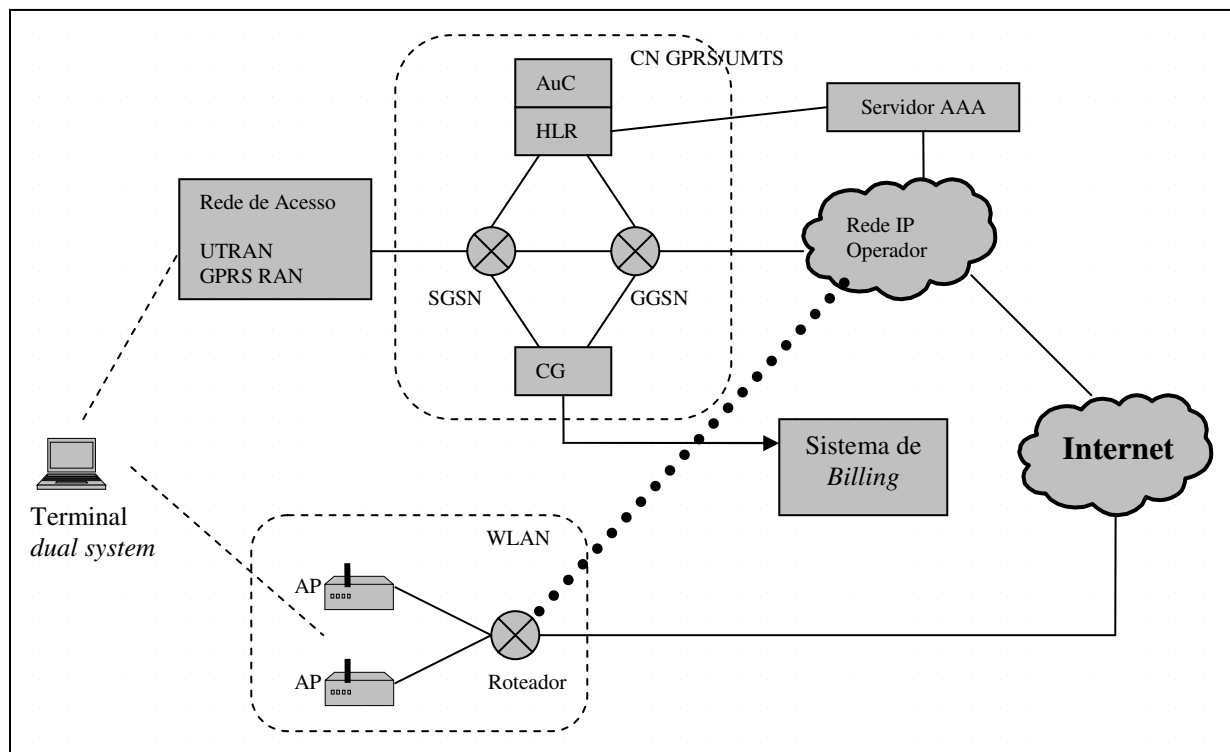 CN GPRS/UMTS
AuC
HLR
Servidor AAA
Rede de Acesso
UTRAN
GPRS RAN
SGSN
GGSN
Rede IP
Operador
CG
Sistema de
Billing
Internet
Terminal
dual system
WLAN
AP
AP
Roteador